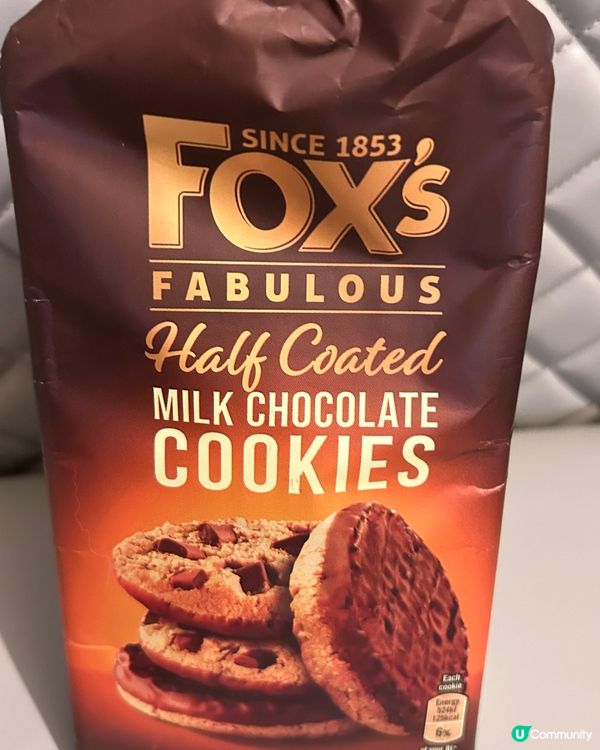 SINCE 1853
FOX'S
FABULOUS
Half Coated
MILK CHOCOLATE
COOKIES
Each
cookie
Energy
524kJ
125kcal
6%
U Community